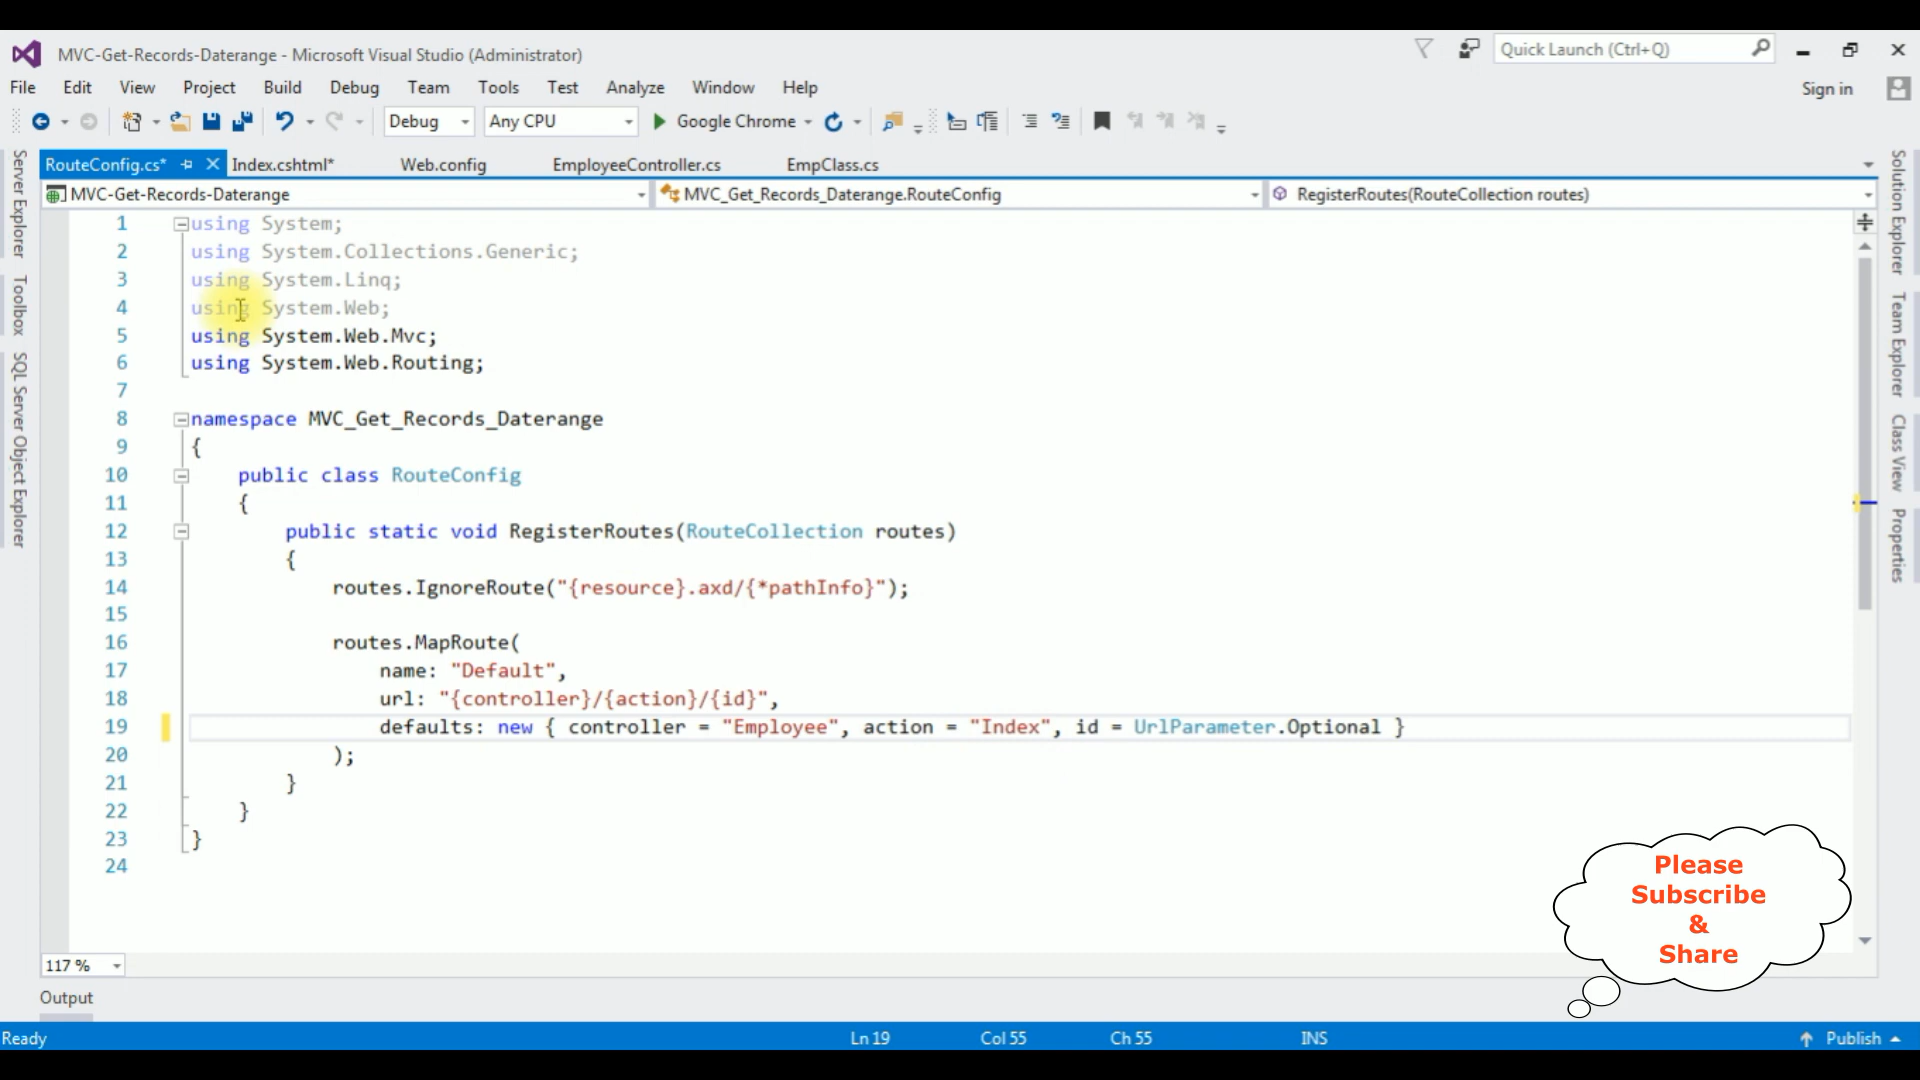 MVC-Get-Records-Daterange - Microsoft Visual Studio (Administrator)
Quick Launch (Ctrl+Q)
File Edit View Project Build Debug Team Tools Test Analyze Window Help
Sign in
Debug Any CPU Google Chrome
RouteConfig.cs* Index.cshtml* Web.config EmployeeController.cs EmpClass.cs
MVC-Get-Records-Daterange MVC_Get_Records_Daterange.RouteConfig RegisterRoutes(RouteCollection routes)
Server Explorer
Toolbox
SQL Server Object Explorer
1 using System;
2 using System.Collections.Generic;
3 using System.Linq;
4 using System.Web;
5 using System.Web.Mvc;
6 using System.Web.Routing;
7
8 namespace MVC_Get_Records_Daterange
9 {
10 public class RouteConfig
11 {
12 public static void RegisterRoutes(RouteCollection routes)
13 {
14 routes.IgnoreRoute("{resource}.axd/{*pathInfo}");
15
16 routes.MapRoute(
17 name: "Default",
18 url: "{controller}/{action}/{id}",
19 defaults: new { controller = "Employee", action = "Index", id = UrlParameter.Optional }
20 );
21 }
22 }
23 }
24
Solution Explorer
Team Explorer
Class View
Properties
Please
Subscribe
&
Share
117 %
Output
Ready Ln 19 Col 55 Ch 55 INS Publish